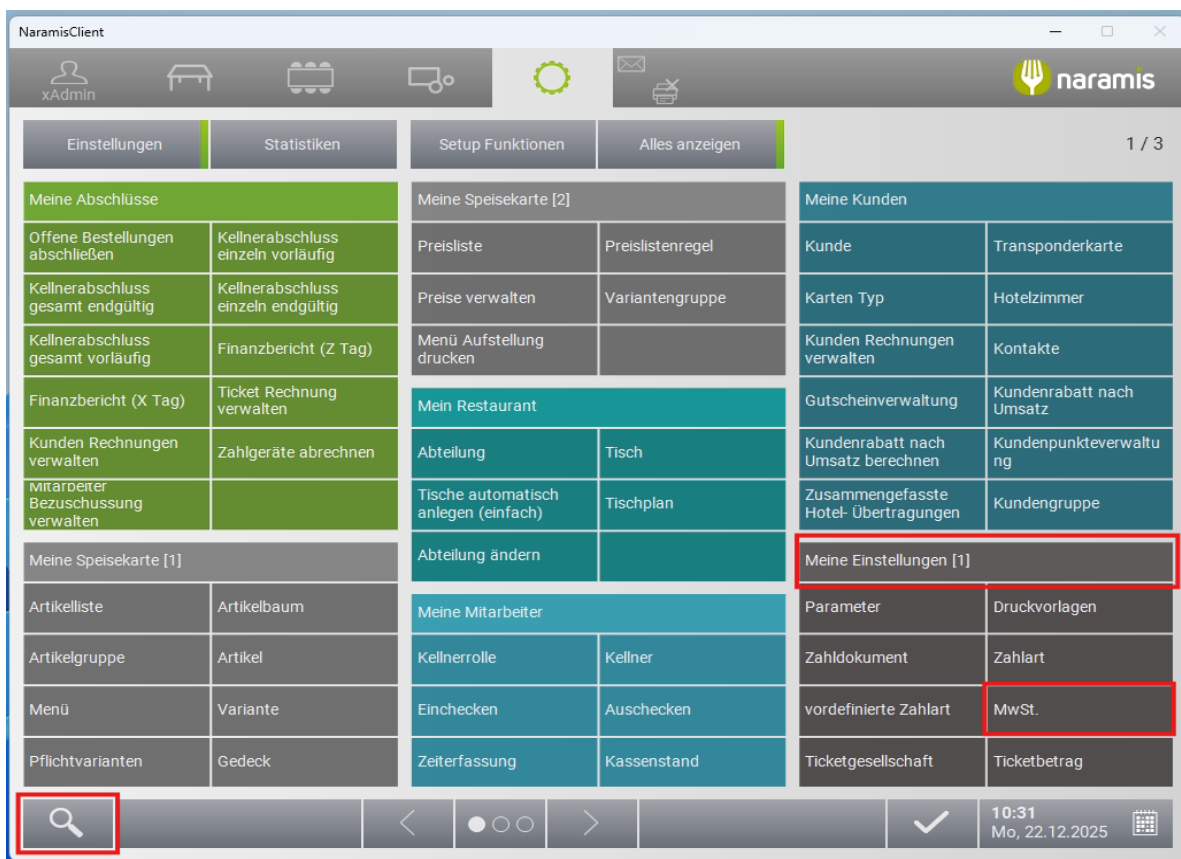 NaramisClient
xAdmin
naramis
Einstellungen
Statistiken
Setup Funktionen
Alles anzeigen
1 / 3
Meine Abschlüsse
Offene Bestellungen
abschließen
Kellnerabschluss
einzeln vorläufig
Kellnerabschluss
gesamt endgültig
Kellnerabschluss
einzeln endgültig
Kellnerabschluss
gesamt vorläufig
Finanzbericht (Z Tag)
Finanzbericht (X Tag)
Ticket Rechnung
verwalten
Kunden Rechnungen
verwalten
Zahlgeräte abrechnen
Mitarbeiter
Bezuschussung
verwalten
Meine Speisekarte [1]
Artikelliste
Artikelbaum
Artikelgruppe
Artikel
Menü
Variante
Pflichtvarianten
Gedeck
Meine Speisekarte [2]
Preisliste
Preislistenregel
Preise verwalten
Variantengruppe
Menü Aufstellung
drucken
Mein Restaurant
Abteilung
Tisch
Tische automatisch
anlegen (einfach)
Tischplan
Abteilung ändern
Meine Mitarbeiter
Kellnerrolle
Kellner
Einchecken
Auschecken
Zeiterfassung
Kassenstand
Meine Kunden
Kunde
Transponderkarte
Karten Typ
Hotelzimmer
Kunden Rechnungen
verwalten
Kontakte
Gutscheinverwaltung
Kundenrabatt nach
Umsatz
Kundenrabatt nach
Umsatz berechnen
Kundenpunkteverwaltu
ng
Zusammengefasste
Hotel- Übertragungen
Kundengruppe
Meine Einstellungen [1]
Parameter
Druckvorlagen
Zahldokument
Zahlart
vordefinierte Zahlart
MwSt.
Ticketgesellschaft
Ticketbetrag
10:31
Mo, 22.12.2025